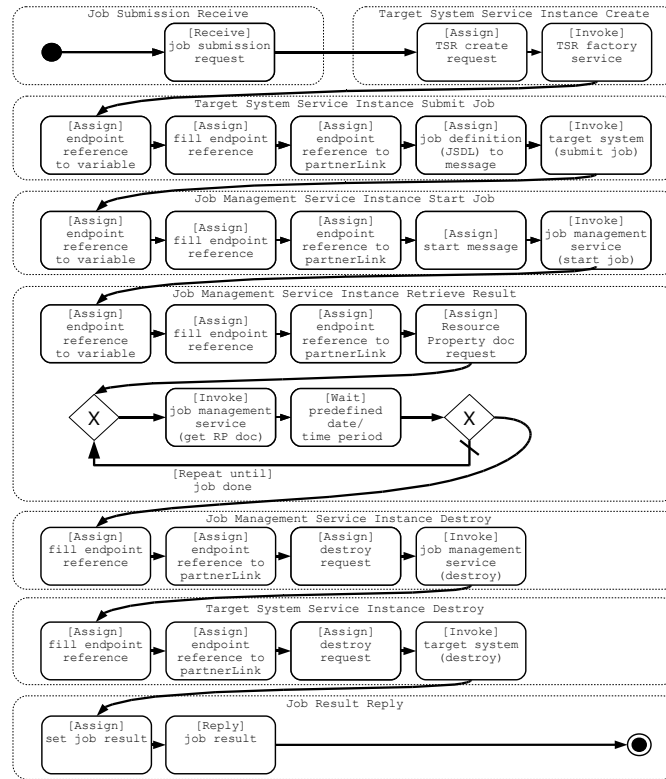 Job Submission Receive
[Receive]
job submission
request
Target System Service Instance Create
[Assign]
TSR create
request
[Invoke]
TSR factory
service
Target System Service Instance Submit Job
[Assign]
endpoint
reference
to variable
[Assign]
fill endpoint
reference
[Assign]
endpoint
reference to
partnerLink
[Assign]
job definition
(JSDL) to
message
[Invoke]
target system
(submit job)
Job Management Service Instance Start Job
[Assign]
endpoint
reference
to variable
[Assign]
fill endpoint
reference
[Assign]
endpoint
reference to
partnerLink
[Assign]
start message
[Invoke]
job management
service
(start job)
Job Management Service Instance Retrieve Result
[Assign]
endpoint
reference
to variable
[Assign]
fill endpoint
reference
[Assign]
endpoint
reference to
partnerLink
[Assign]
Resource
Property doc
request
X
[Invoke]
job management
service
(get RP doc)
[Wait]
predefined
date/
time period
X
[Repeat until]
job done
Job Management Service Instance Destroy
[Assign]
fill endpoint
reference
[Assign]
endpoint
reference to
partnerLink
[Assign]
destroy
request
[Invoke]
job management
service
(destroy)
Target System Service Instance Destroy
[Assign]
fill endpoint
reference
[Assign]
endpoint
reference to
partnerLink
[Assign]
destroy
request
[Invoke]
target system
(destroy)
Job Result Reply
[Assign]
set job result
[Reply]
job result